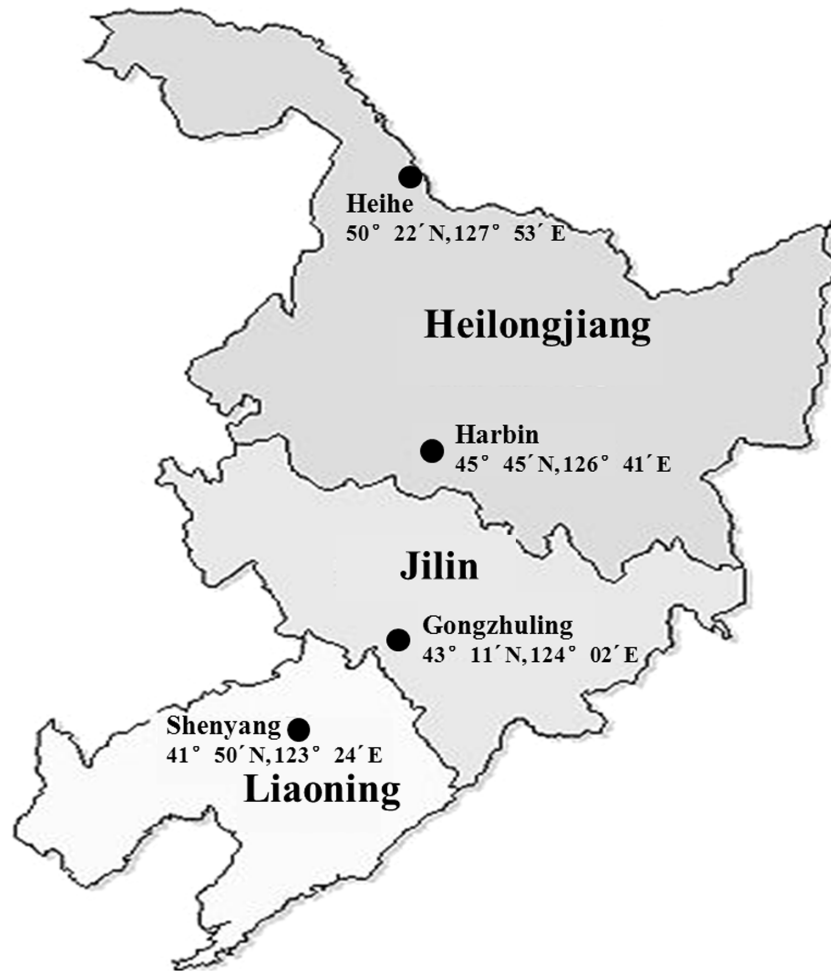 Heihe
50° 22′ N, 127° 53′ E
Heilongjiang
Harbin
45° 45′ N, 126° 41′ E
Jilin
Gongzhuling
43° 11′ N, 124° 02′ E
Shenyang
41° 50′ N, 123° 24′ E
Liaoning